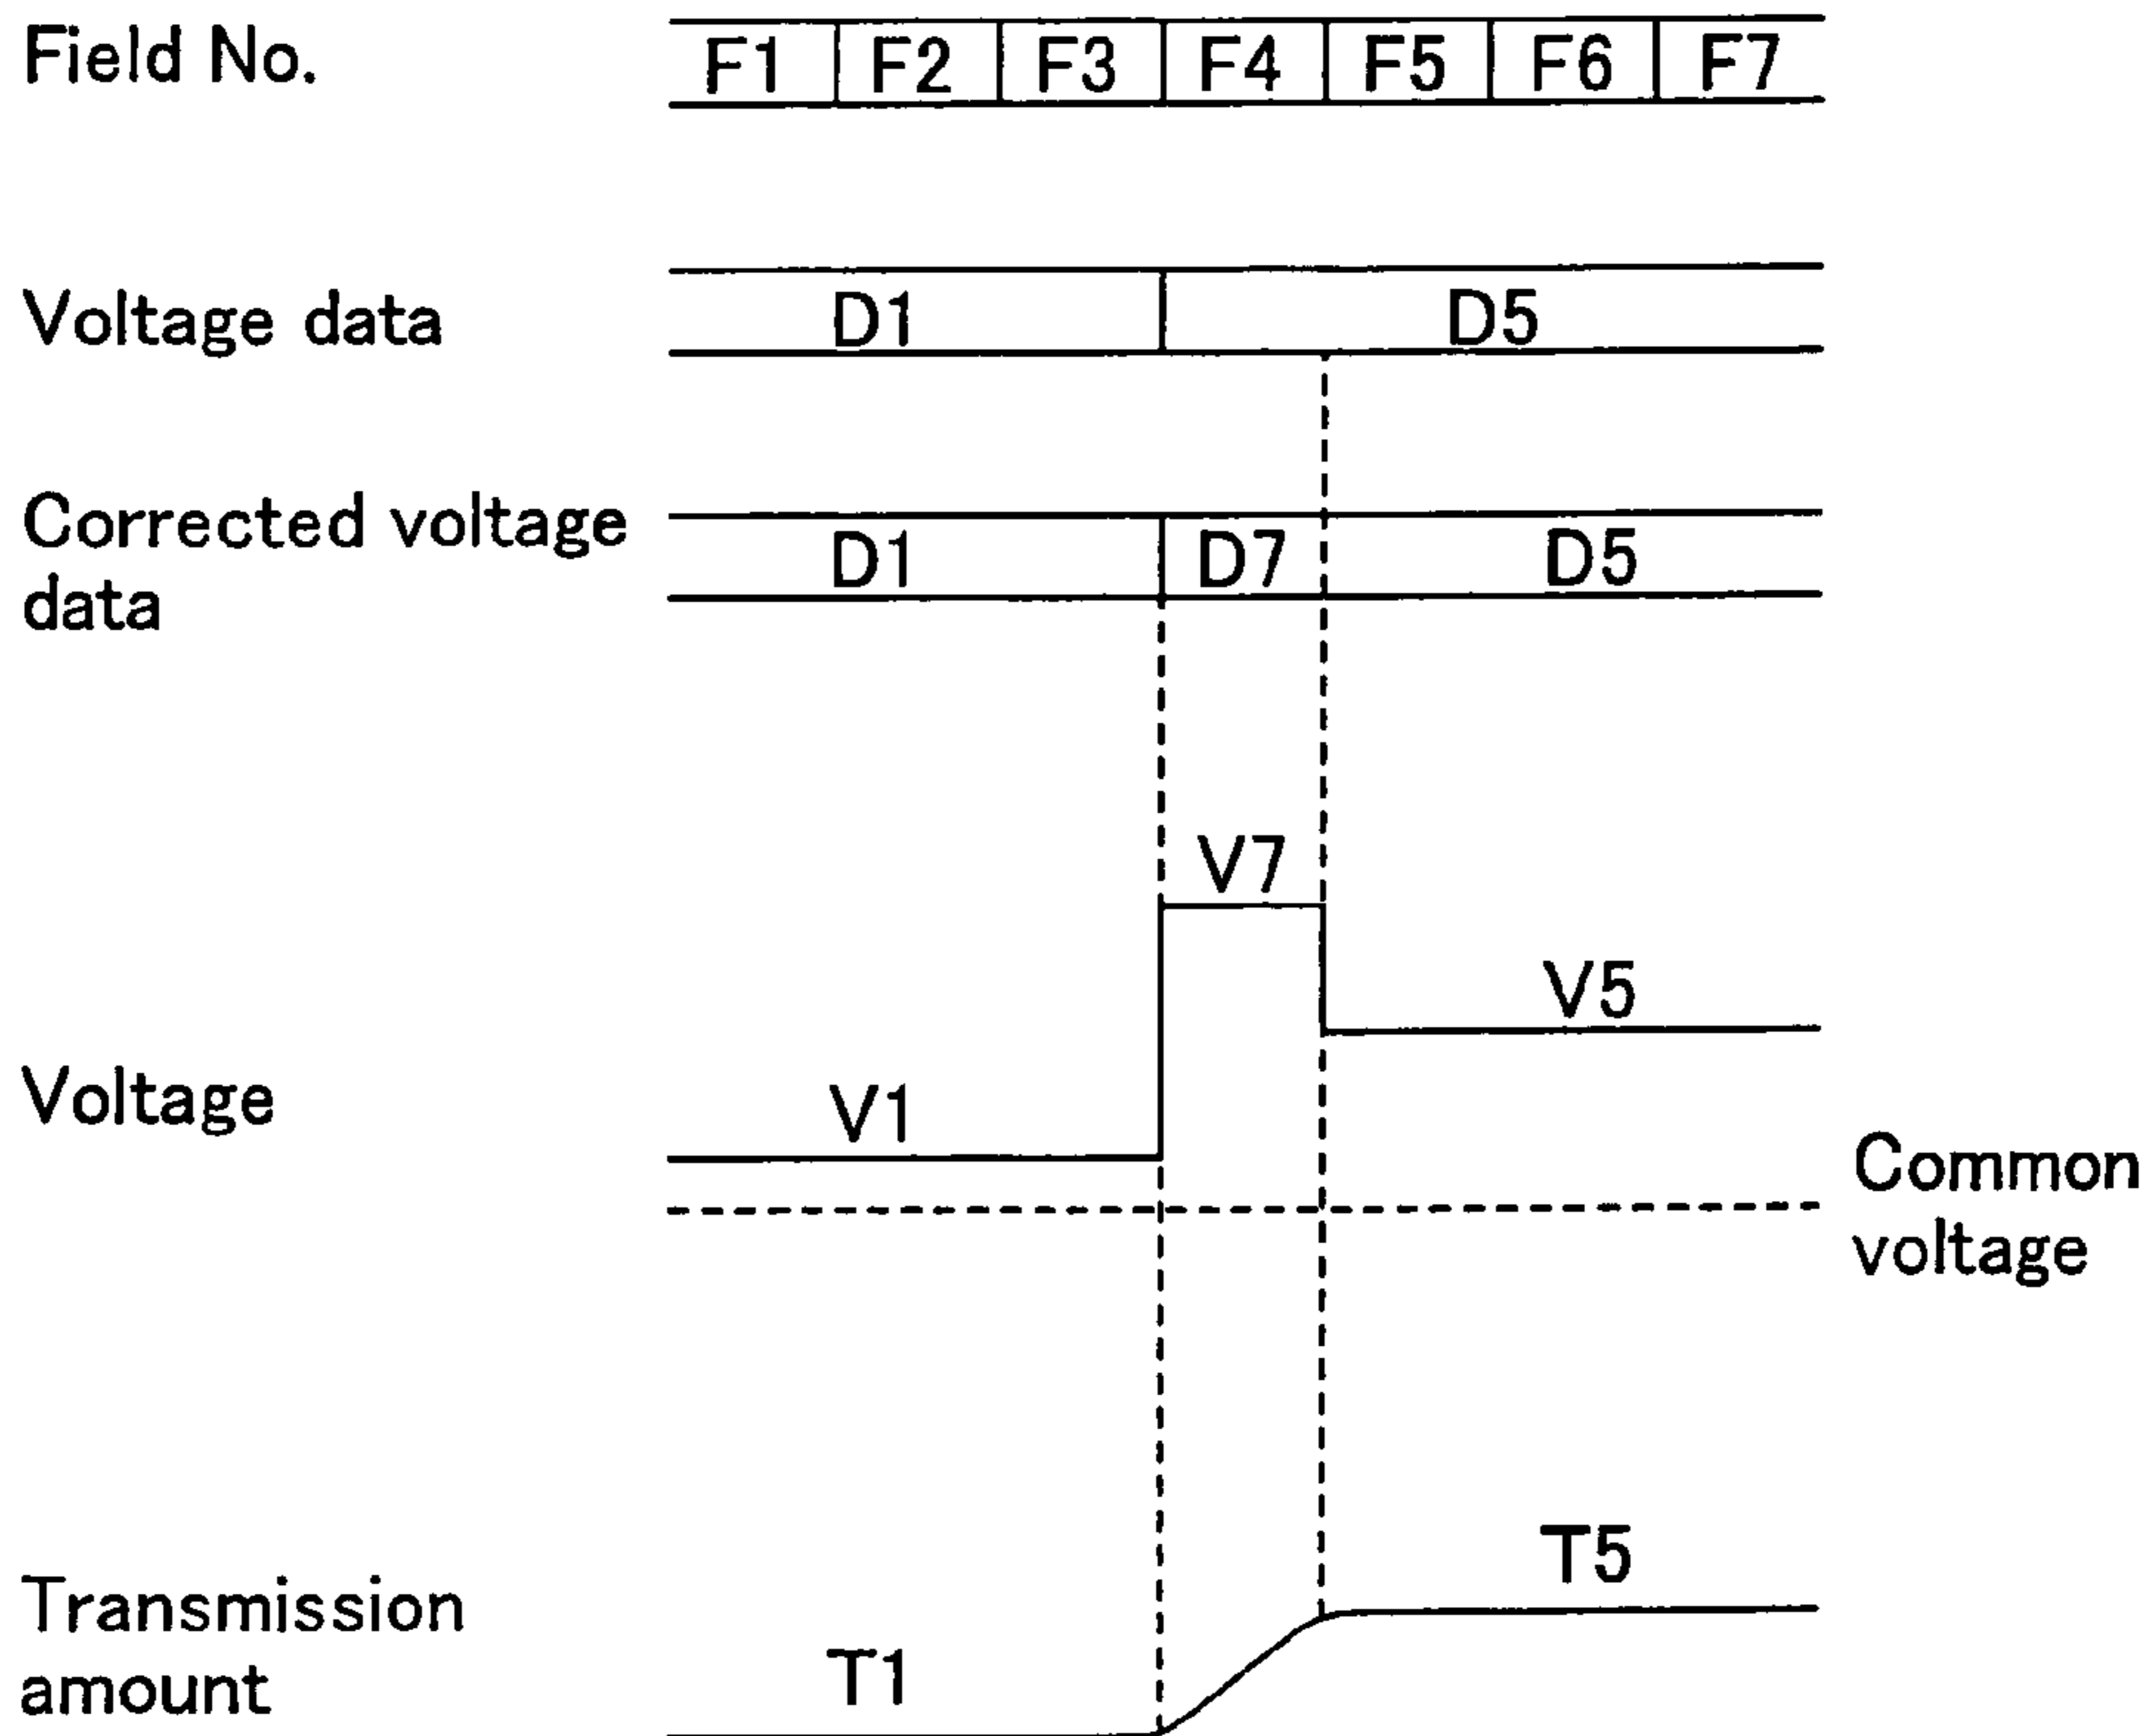 Field No.
F1 F2 F3 F4 F5 F6 F7
Voltage data
D1 D5
Corrected voltage
data
D1 D7 D5
V7
V5
Voltage
V1
Common
voltage
T5
Transmission
amount
T1